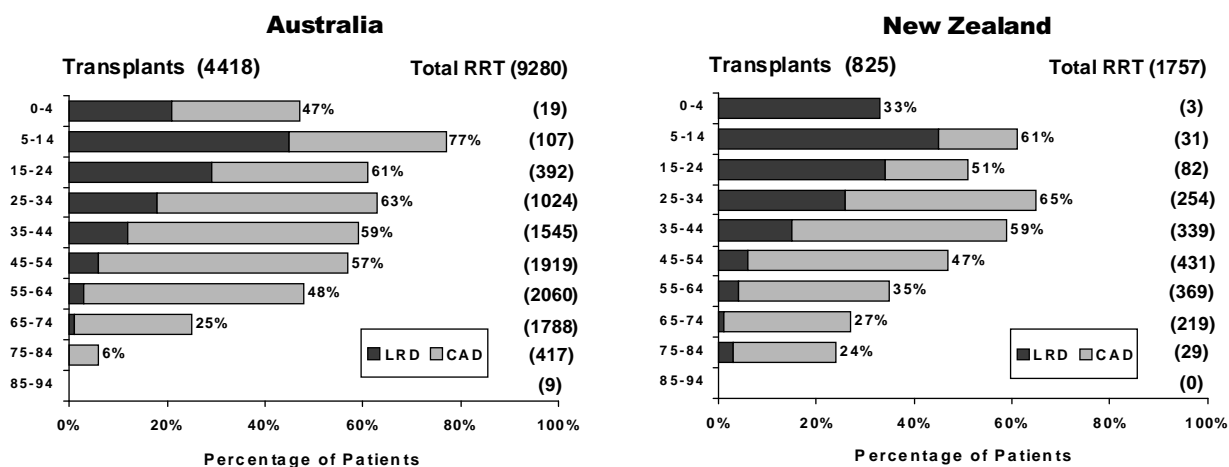 Australia
Transplants (4418) Total RRT (9280)
0-4 47% (19)
5-14 77% (107)
15-24 61% (392)
25-34 63% (1024)
35-44 59% (1545)
45-54 57% (1919)
55-64 48% (2060)
65-74 25% (1788)
75-84 6% (417)
LRD CAD
85-94 (9)
0% 20% 40% 60% 80% 100%
Percentage of Patients
New Zealand
Transplants (825) Total RRT (1757)
0-4 33% (3)
5-14 61% (31)
15-24 51% (82)
25-34 65% (254)
35-44 59% (339)
45-54 47% (431)
55-64 35% (369)
65-74 27% (219)
75-84 24% (29)
LRD CAD
85-94 (0)
0% 20% 40% 60% 80% 100%
Percentage of Patients